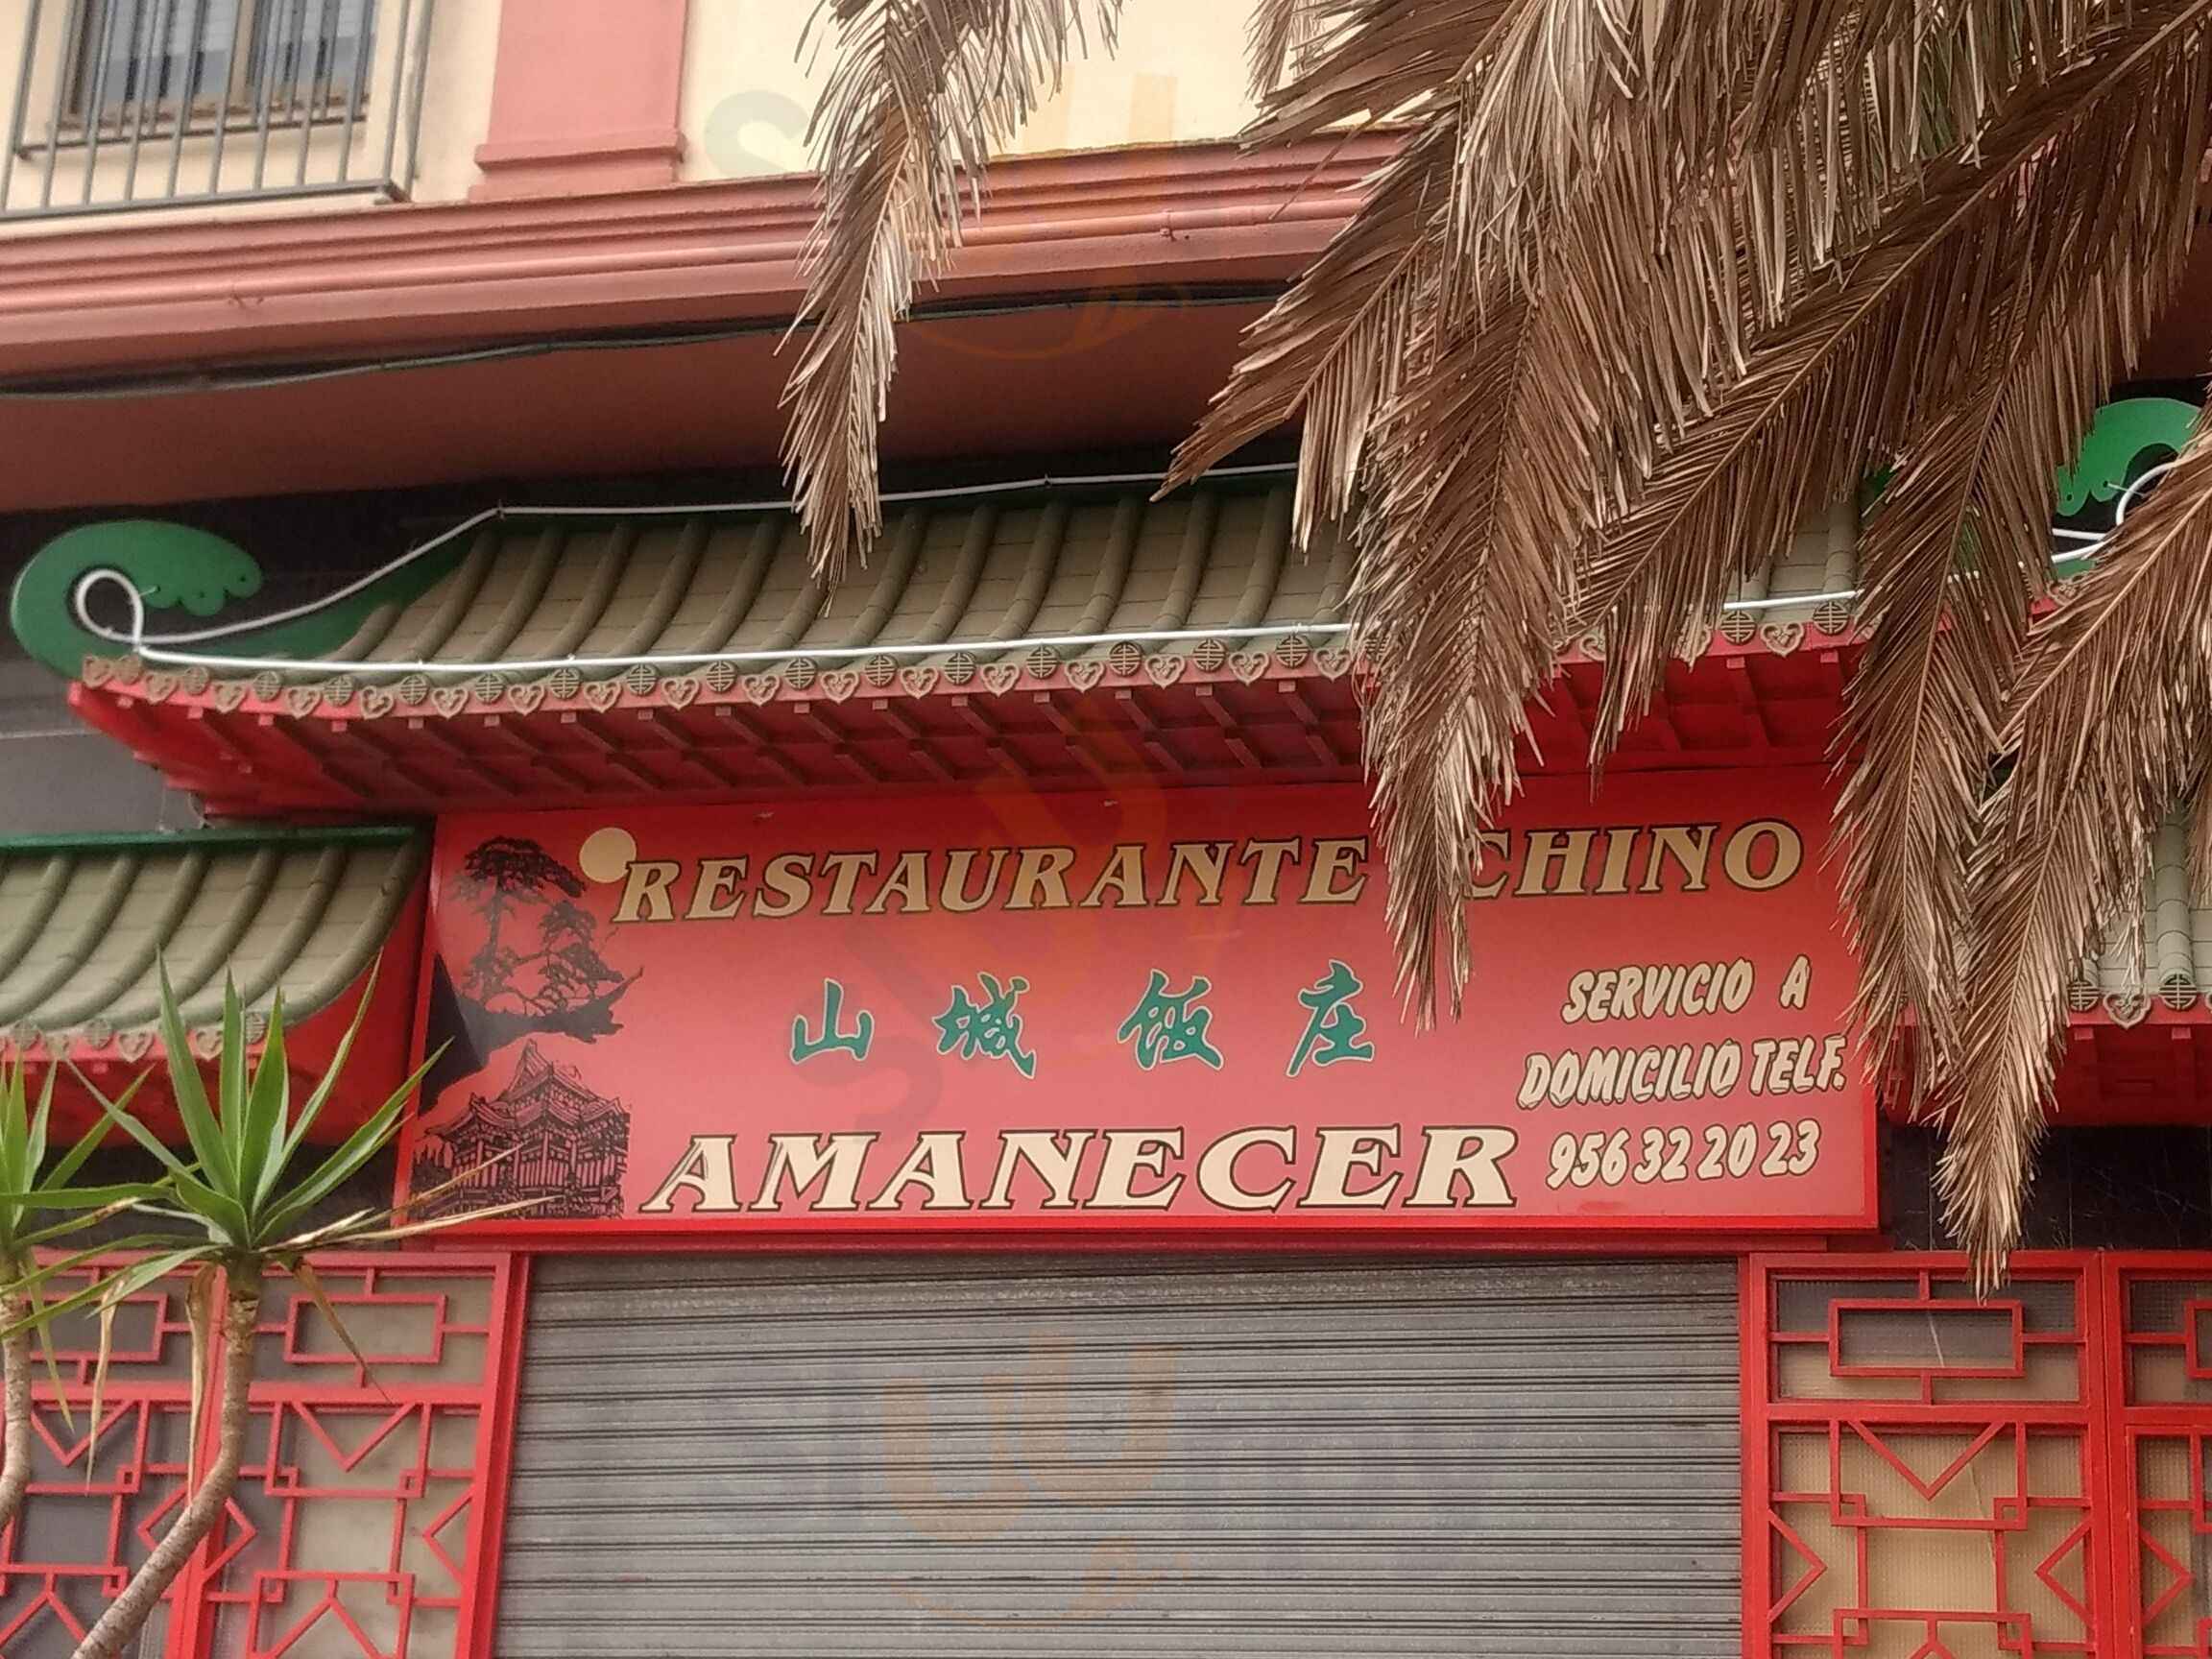 RESTAURANTE CHINO
山城饭庄
SERVICIO A
DOMICILIO TELF.
956 32 20 23
AMANECER